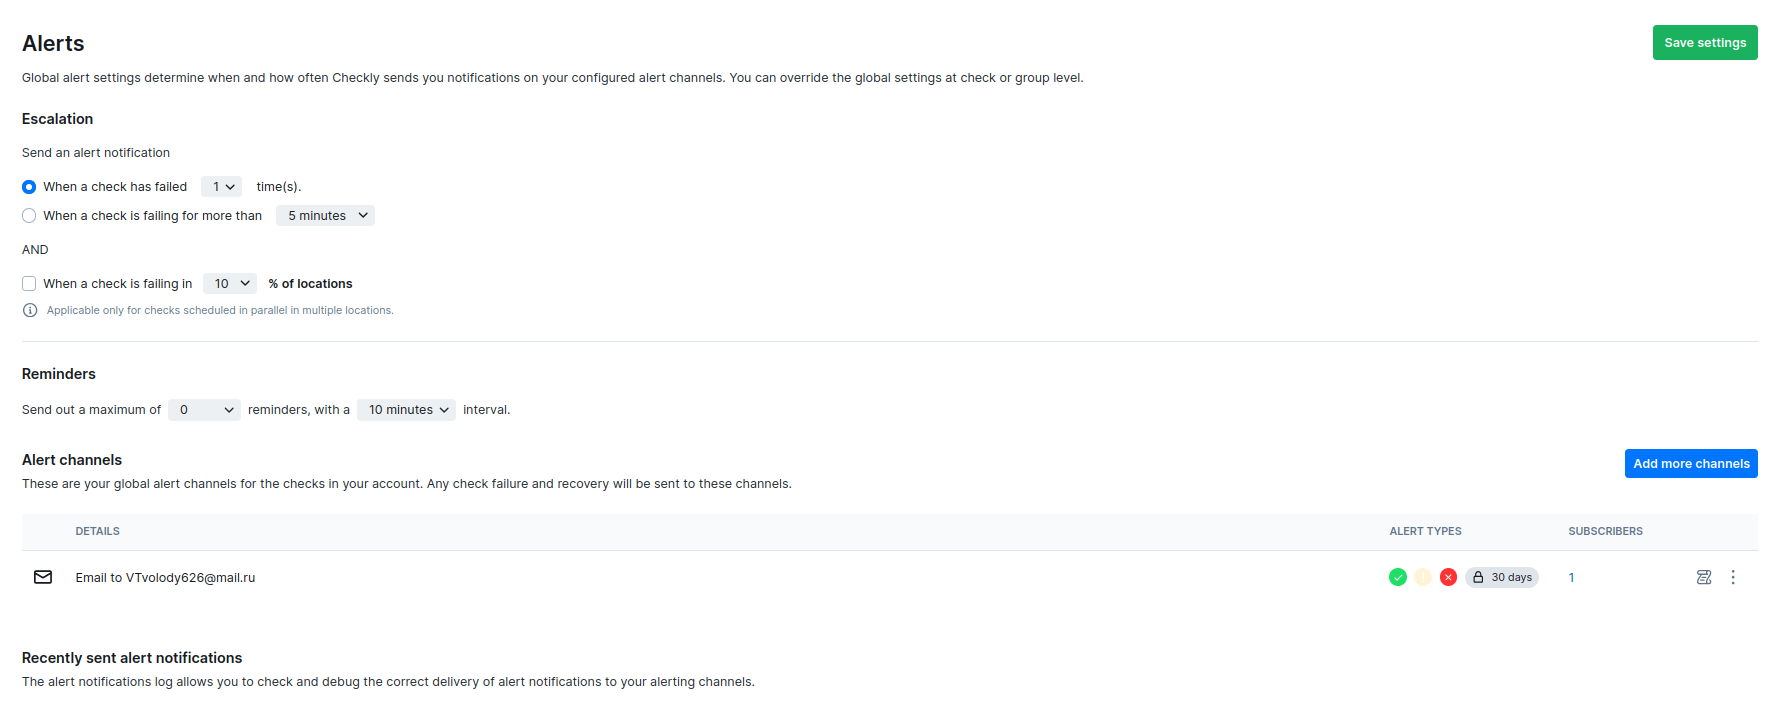 Alerts
Save settings
Global alert settings determine when and how often Checkly sends you notifications on your configured alert channels. You can override the global settings at check or group level.
Escalation
Send an alert notification
When a check has failed 1 time(s).
When a check is failing for more than 5 minutes
AND
When a check is failing in 10 % of locations
Applicable only for checks scheduled in parallel in multiple locations.
Reminders
Send out a maximum of 0 reminders, with a 10 minutes interval.
Alert channels
Add more channels
These are your global alert channels for the checks in your account. Any check failure and recovery will be sent to these channels.
DETAILS ALERT TYPES SUBSCRIBERS
Email to VTvolody626@mail.ru 30 days 1
Recently sent alert notifications
The alert notifications log allows you to check and debug the correct delivery of alert notifications to your alerting channels.